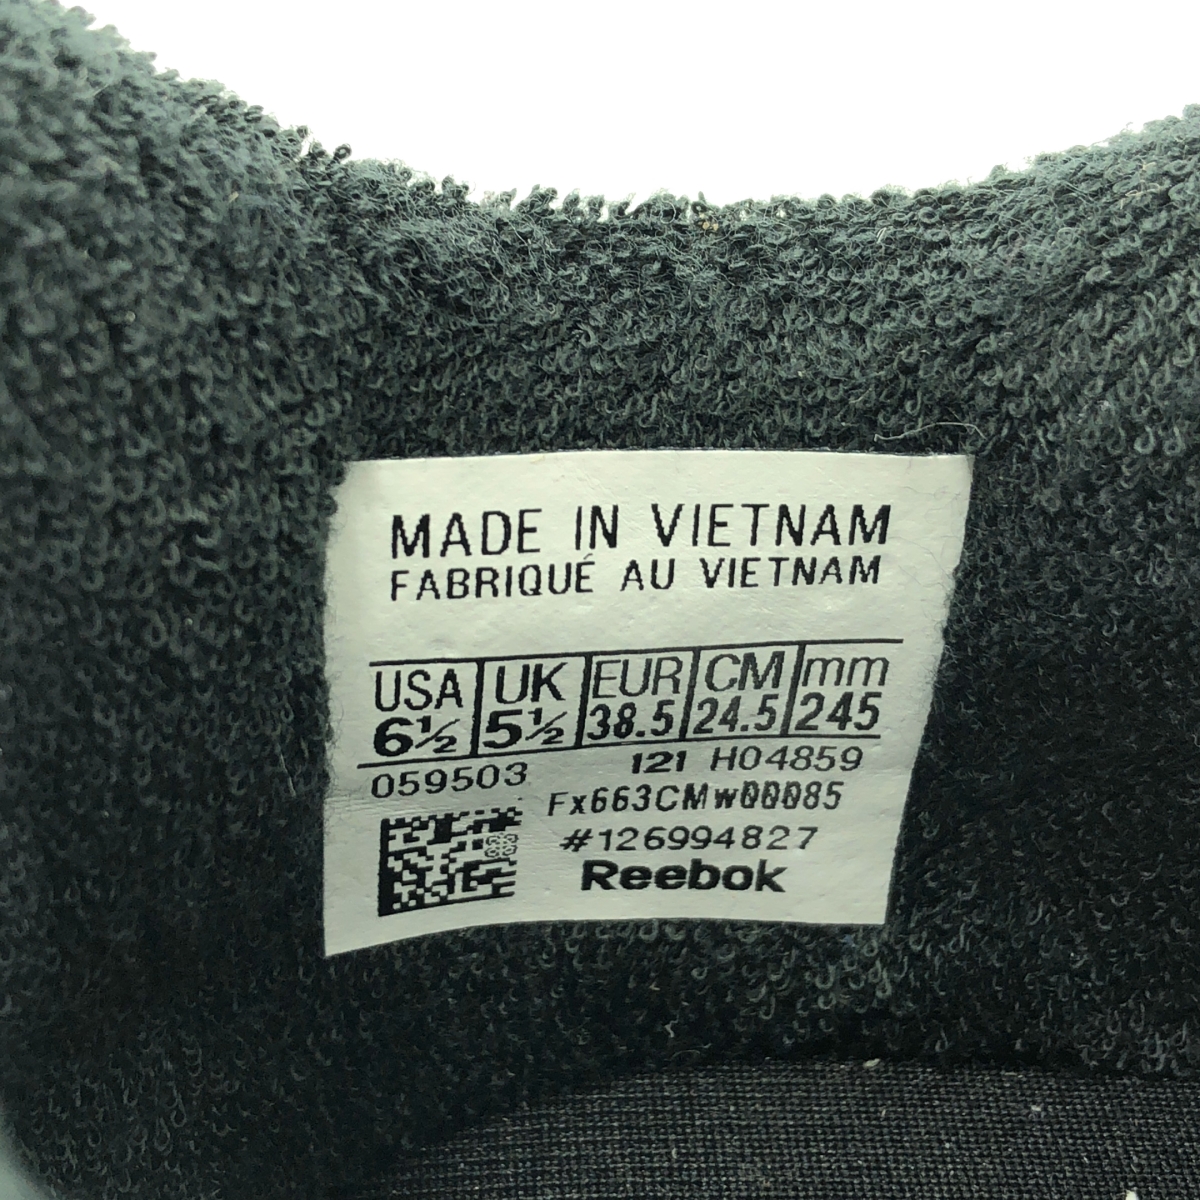 MADE IN VIETNAM
FABRIQUÉ AU VIETNAM
USA UK EUR CM mm
6½ 5½ 38.5 24.5 245
059503 121 H04859
Fx663CMw00085
#126994827
Reebok